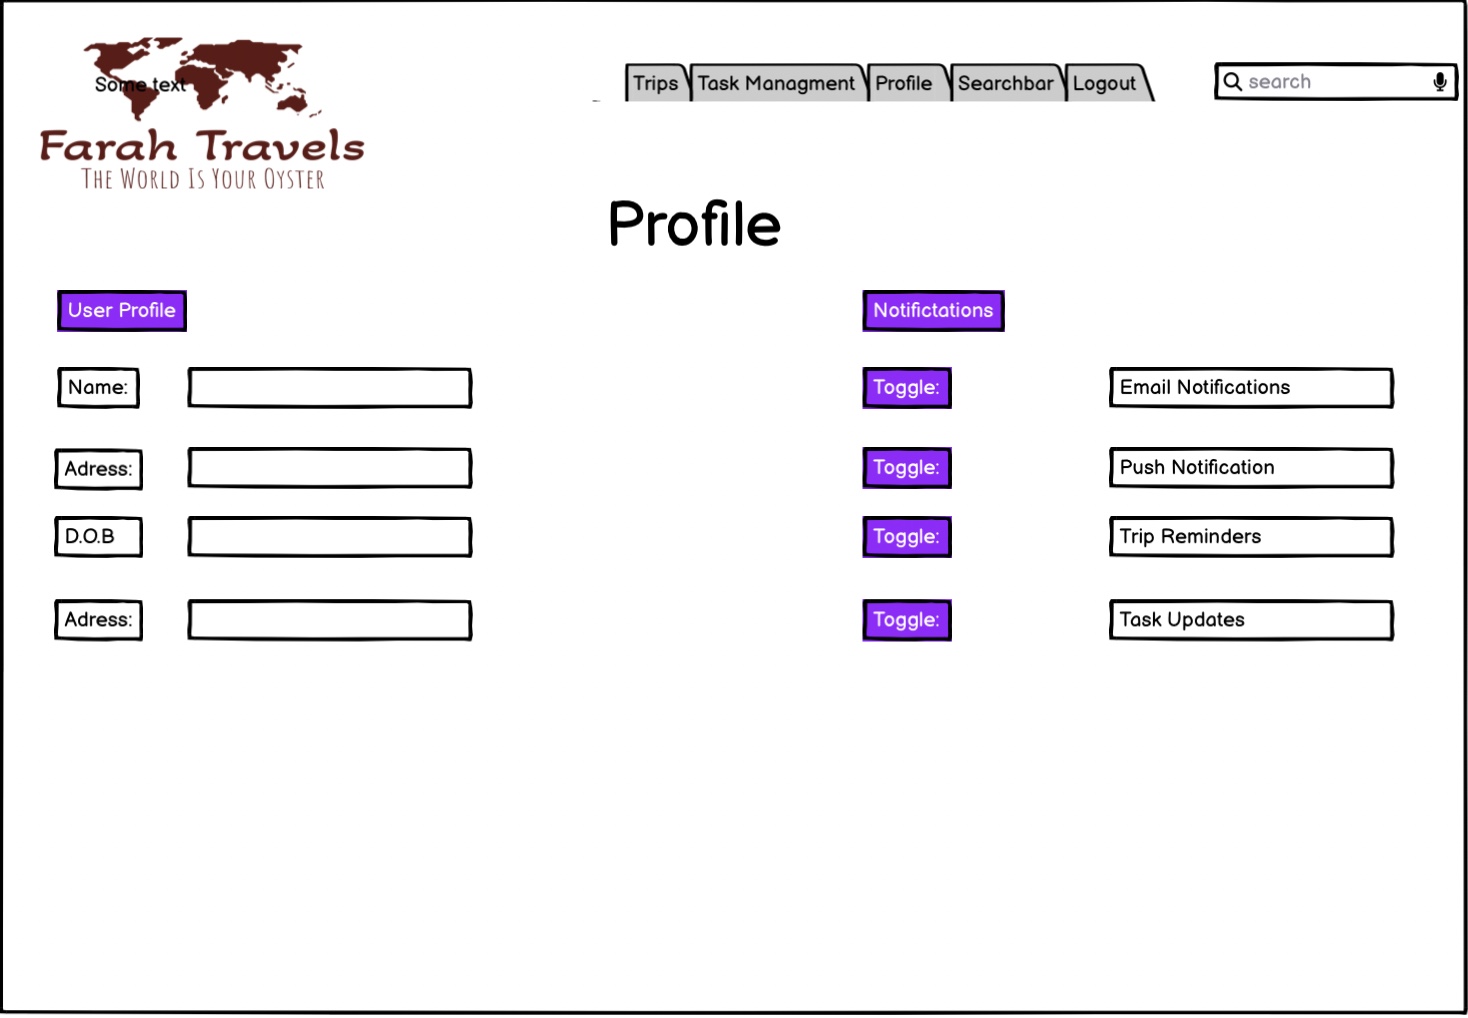 Some text
Farah Travels
The World Is Your Oyster
Trips Task Managment Profile Searchbar Logout
search
Profile
User Profile
Name:
Adress:
D.O.B
Adress:
Notifictations
Toggle: Email Notifications
Toggle: Push Notification
Toggle: Trip Reminders
Toggle: Task Updates